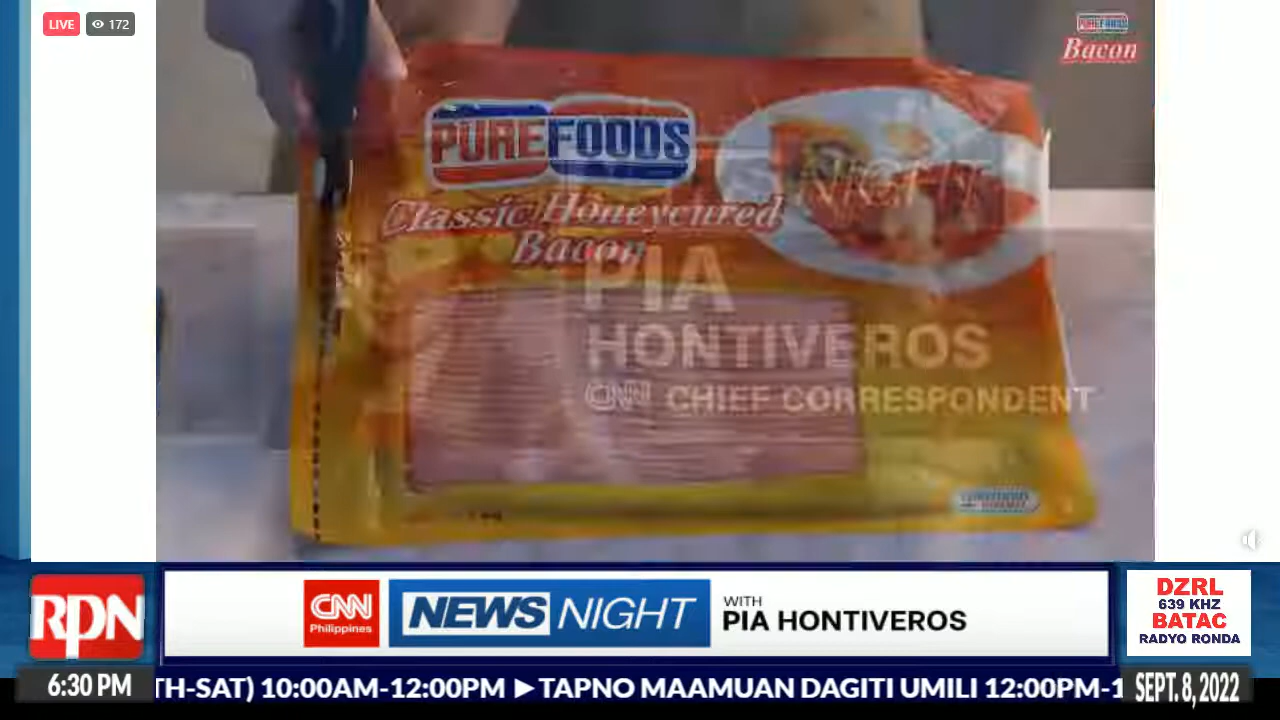 LIVE
172
PUREFOODS
Bacon
PUREFOODS
NIGHT
Classic Honeycured
Bacon
PIA
HONTIVEROS
CNN CHIEF CORRESPONDENT
RPN
CNN
Philippines
NEWS NIGHT
WITH
PIA HONTIVEROS
DZRL
639 KHZ
BATAC
RADYO RONDA
6:30 PM
TH-SAT) 10:00AM-12:00PM ►TAPNO MAAMUAN DAGITI UMILI 12:00PM-1
SEPT. 8, 2022